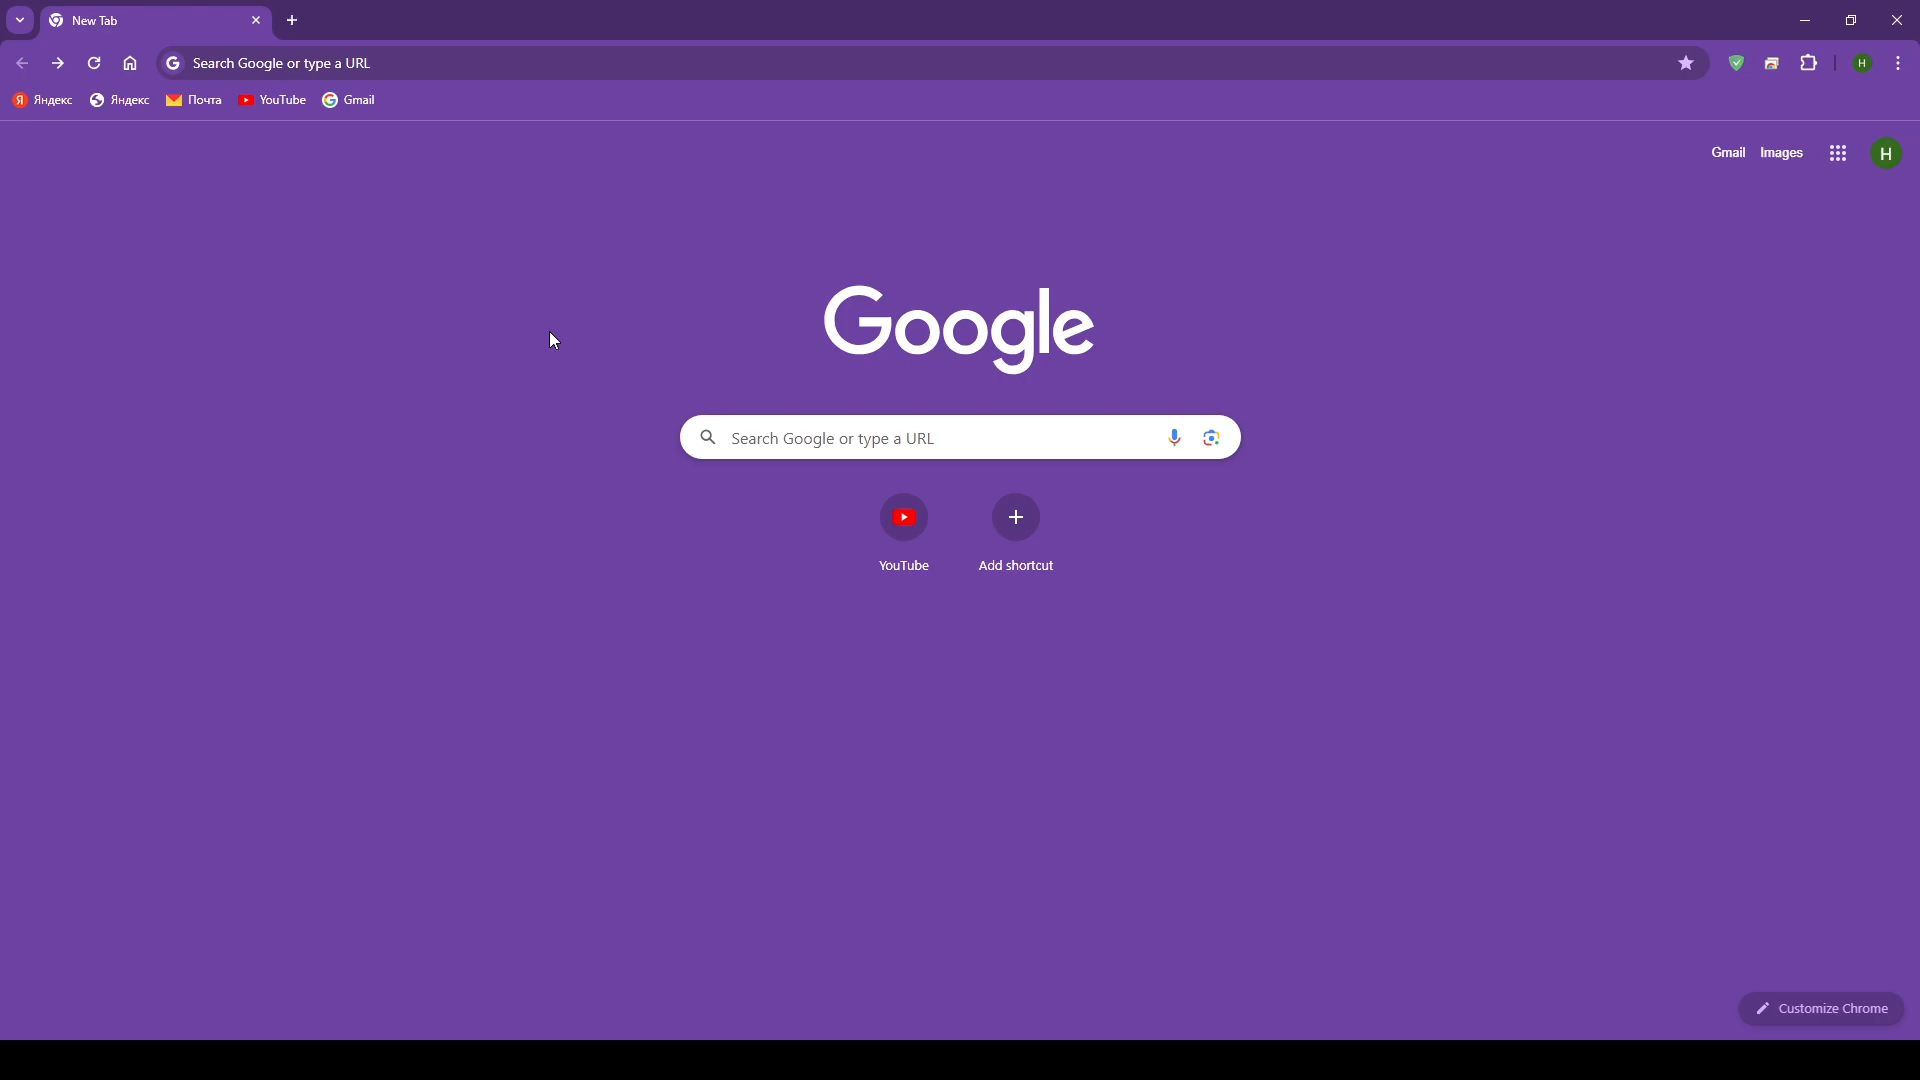 New Tab
Search Google or type a URL
Яндекс Яндекс Почта YouTube Gmail
Gmail Images H
Google
Search Google or type a URL
YouTube Add shortcut
Customize Chrome